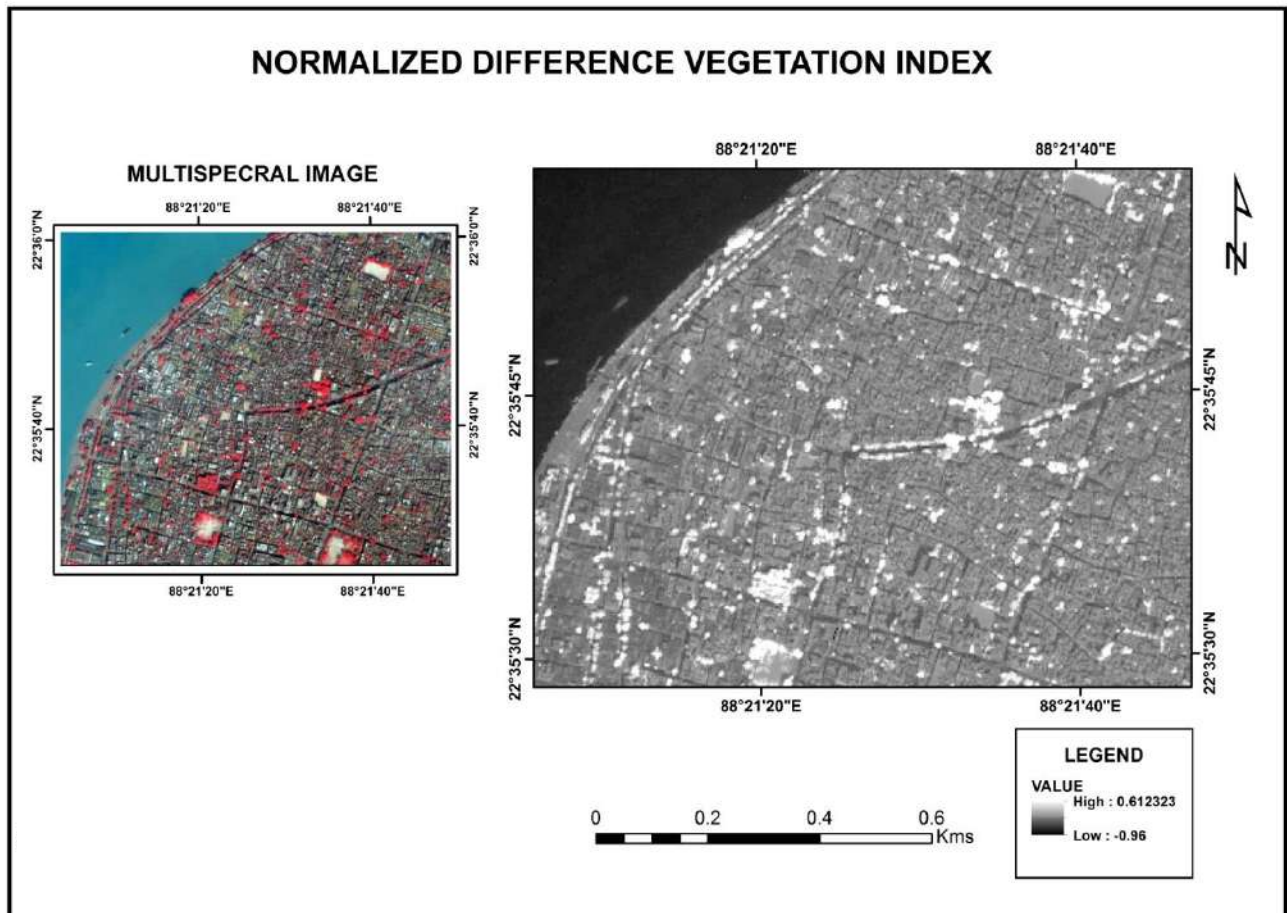 NORMALIZED DIFFERENCE VEGETATION INDEX
MULTISPECRAL IMAGE
88°21'20"E 88°21'40"E
22°36'0"N
22°36'0"N
22°35'40"N
22°35'40"N
88°21'20"E 88°21'40"E
88°21'20"E 88°21'40"E
22°35'45"N
22°35'45"N
22°35'30"N
22°35'30"N
88°21'20"E 88°21'40"E
N
LEGEND
VALUE
High : 0.612323
Low : -0.96
0 0.2 0.4 0.6
Kms